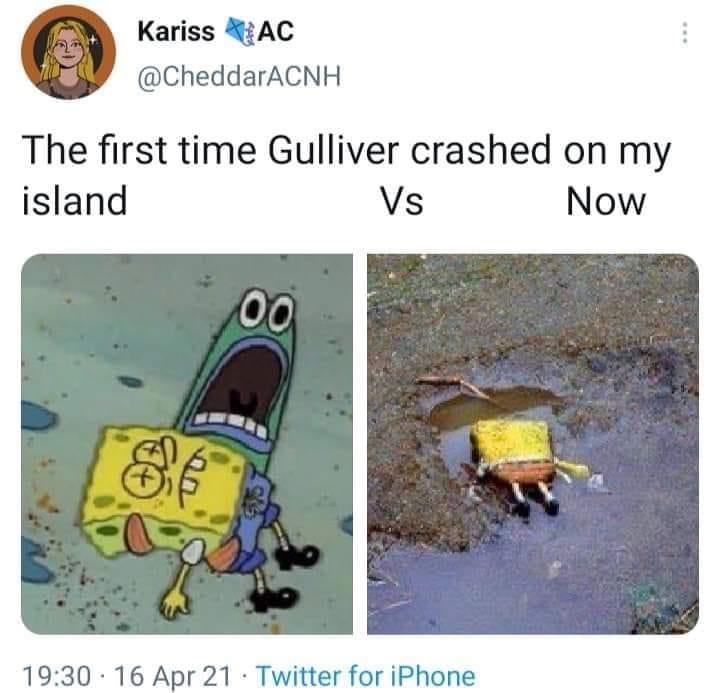 Kariss 🪁AC
@CheddarACNH
The first time Gulliver crashed on my
island Vs Now
19:30 · 16 Apr 21 · Twitter for iPhone